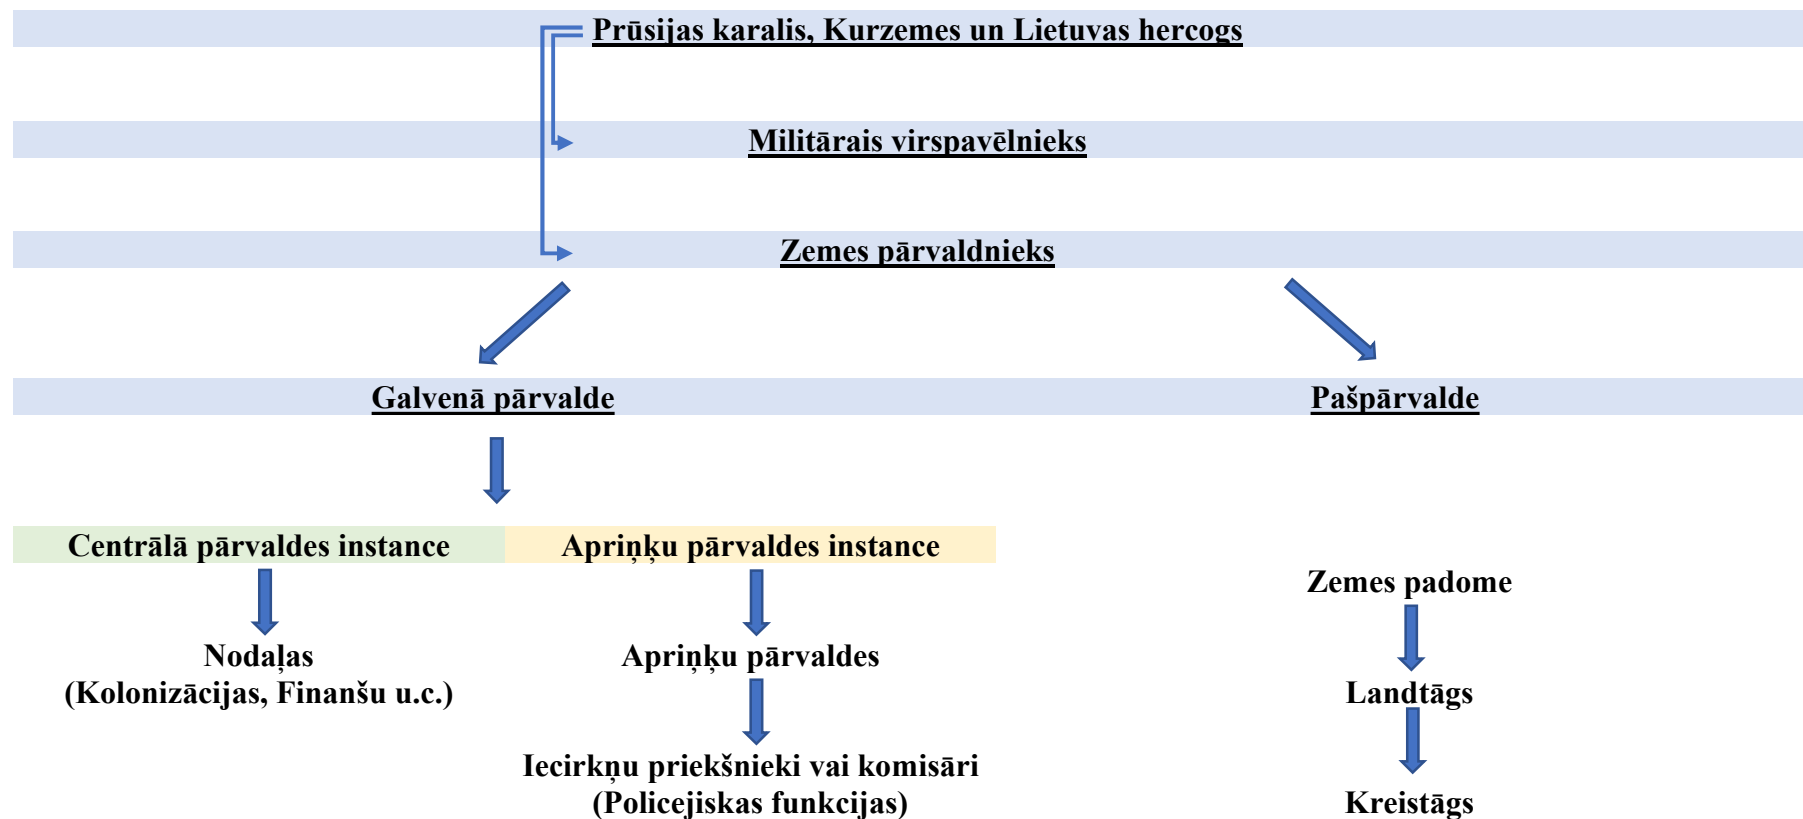 Prūsijas karalis, Kurzemes un Lietuvas hercogs
Militārais virspavēlnieks
Zemes pārvaldnieks
Galvenā pārvalde
Pašpārvalde
Centrālā pārvaldes instance
Apriņķu pārvaldes instance
Zemes padome
Nodaļas
(Kolonizācijas, Finanšu u.c.)
Apriņķu pārvaldes
Landtāgs
Iecirkņu priekšnieki vai komisāri
(Policejiskas funkcijas)
Kreistāgs